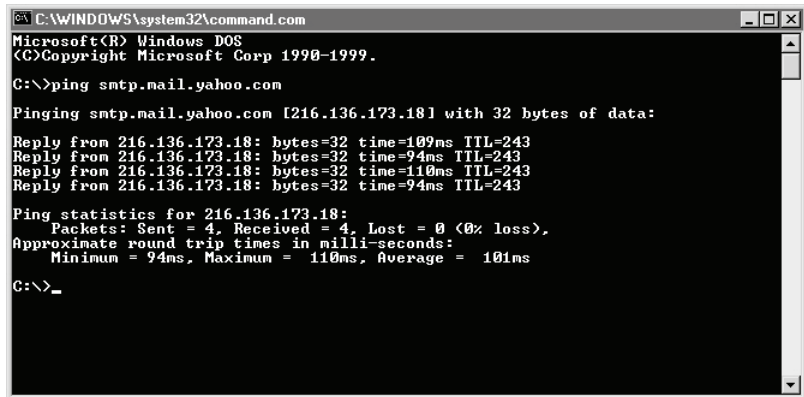 C:\WINDOWS\system32\command.com
Microsoft(R) Windows DOS
(C)Copyright Microsoft Corp 1990-1999.
C:\>ping smtp.mail.yahoo.com
Pinging smtp.mail.yahoo.com [216.136.173.18] with 32 bytes of data:
Reply from 216.136.173.18: bytes=32 time=109ms TTL=243
Reply from 216.136.173.18: bytes=32 time=94ms TTL=243
Reply from 216.136.173.18: bytes=32 time=110ms TTL=243
Reply from 216.136.173.18: bytes=32 time=94ms TTL=243
Ping statistics for 216.136.173.18:
    Packets: Sent = 4, Received = 4, Lost = 0 (0% loss),
Approximate round trip times in milli-seconds:
    Minimum = 94ms, Maximum =  110ms, Average =  101ms
C:\>_